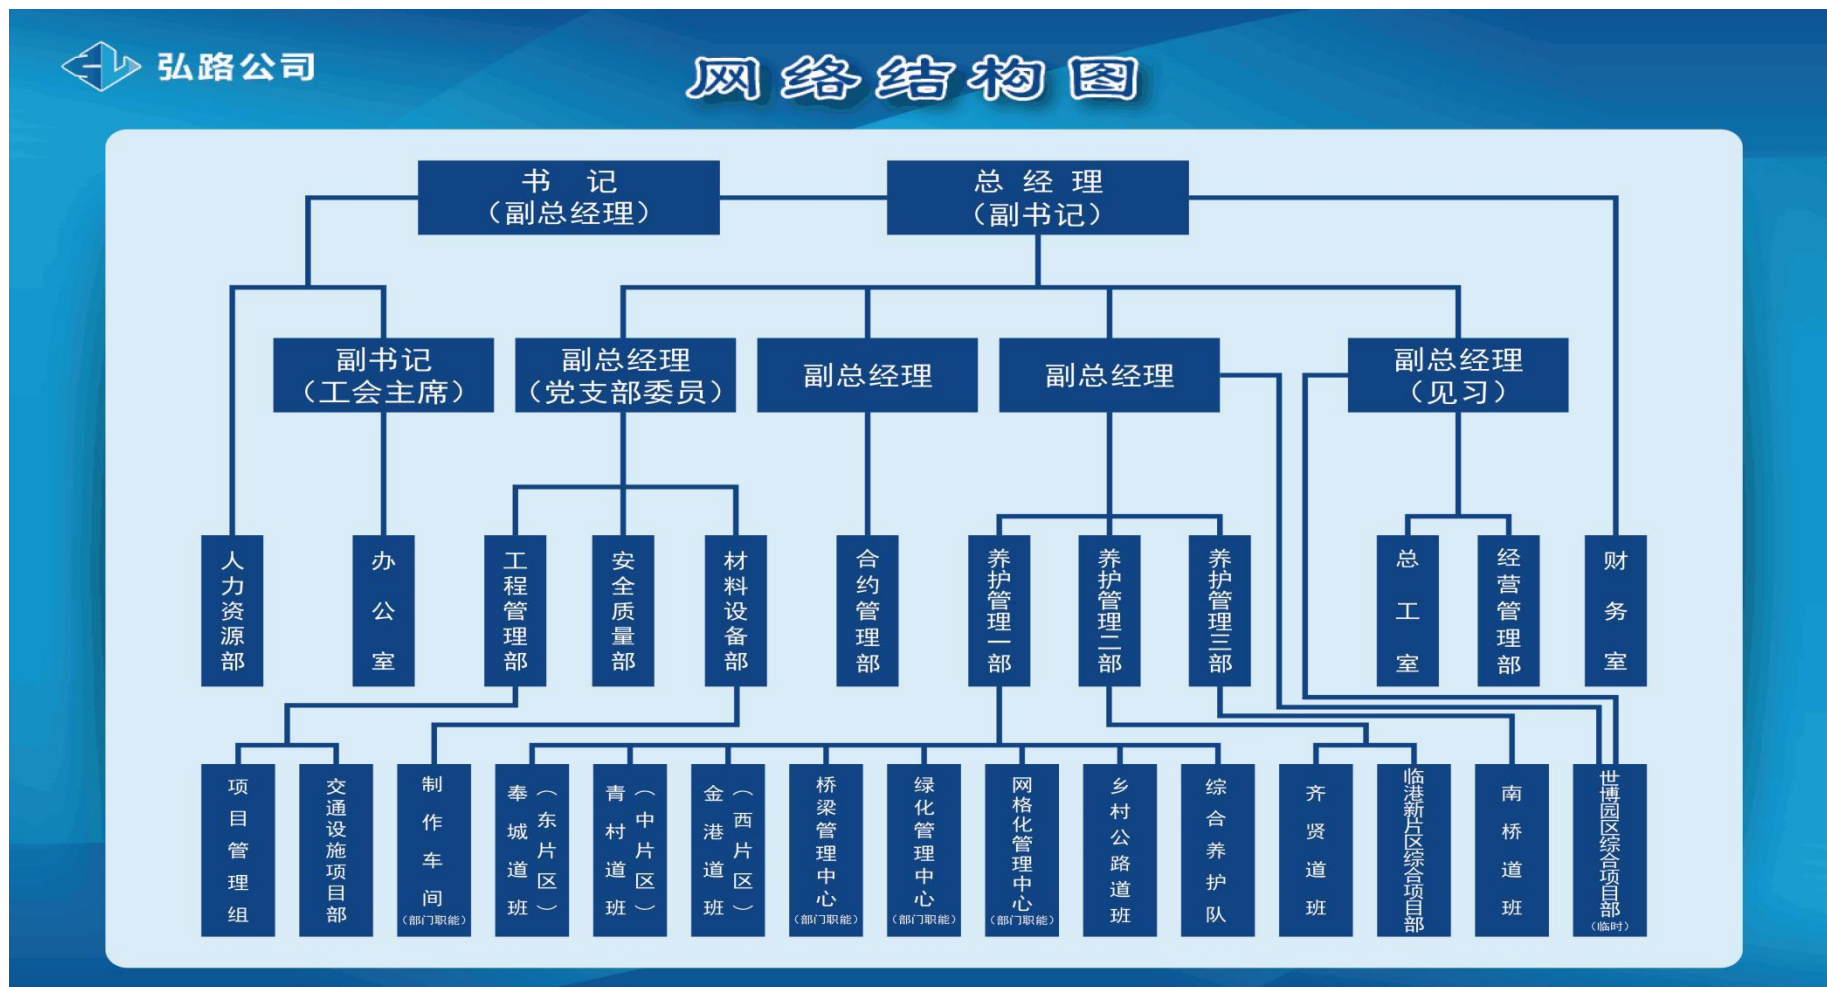 弘路公司
网络结构图
书 记
（副总经理）
总 经 理
（副书记）
副书记
（工会主席）
副总经理
（党支部委员）
副总经理
副总经理
副总经理
（见习）
人力资源部
办公室
工程管理部
安全质量部
材料设备部
合约管理部
养护管理一部
养护管理二部
养护管理三部
总工室
经营管理部
财务室
项目管理组
交通设施项目部
制作车间
（部门职能）
奉城道班
（东片区）
青村道班
（中片区）
金港道班
（西片区）
桥梁管理中心
（部门职能）
绿化管理中心
（部门职能）
网格化管理中心
（部门职能）
乡村公路道班
综合养护队
齐贤道班
临港新片区综合项目部
南桥道班
世博园区综合项目部
（临时）